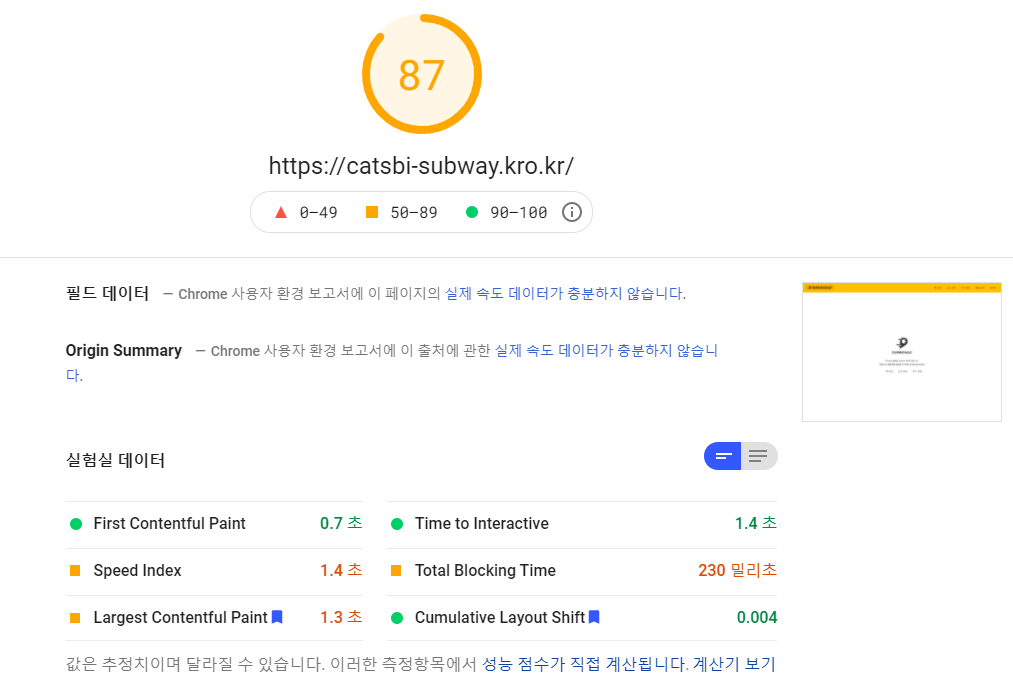 87
https://catsbi-subway.kro.kr/
0–49 50–89 90–100
필드 데이터 — Chrome 사용자 환경 보고서에 이 페이지의 실제 속도 데이터가 충분하지 않습니다.
Origin Summary — Chrome 사용자 환경 보고서에 이 출처에 관한 실제 속도 데이터가 충분하지 않습니
다.
실험실 데이터
First Contentful Paint 0.7 초
Time to Interactive 1.4 초
Speed Index 1.4 초
Total Blocking Time 230 밀리초
Largest Contentful Paint 1.3 초
Cumulative Layout Shift 0.004
값은 추정치이며 달라질 수 있습니다. 이러한 측정항목에서 성능 점수가 직접 계산됩니다. 계산기 보기